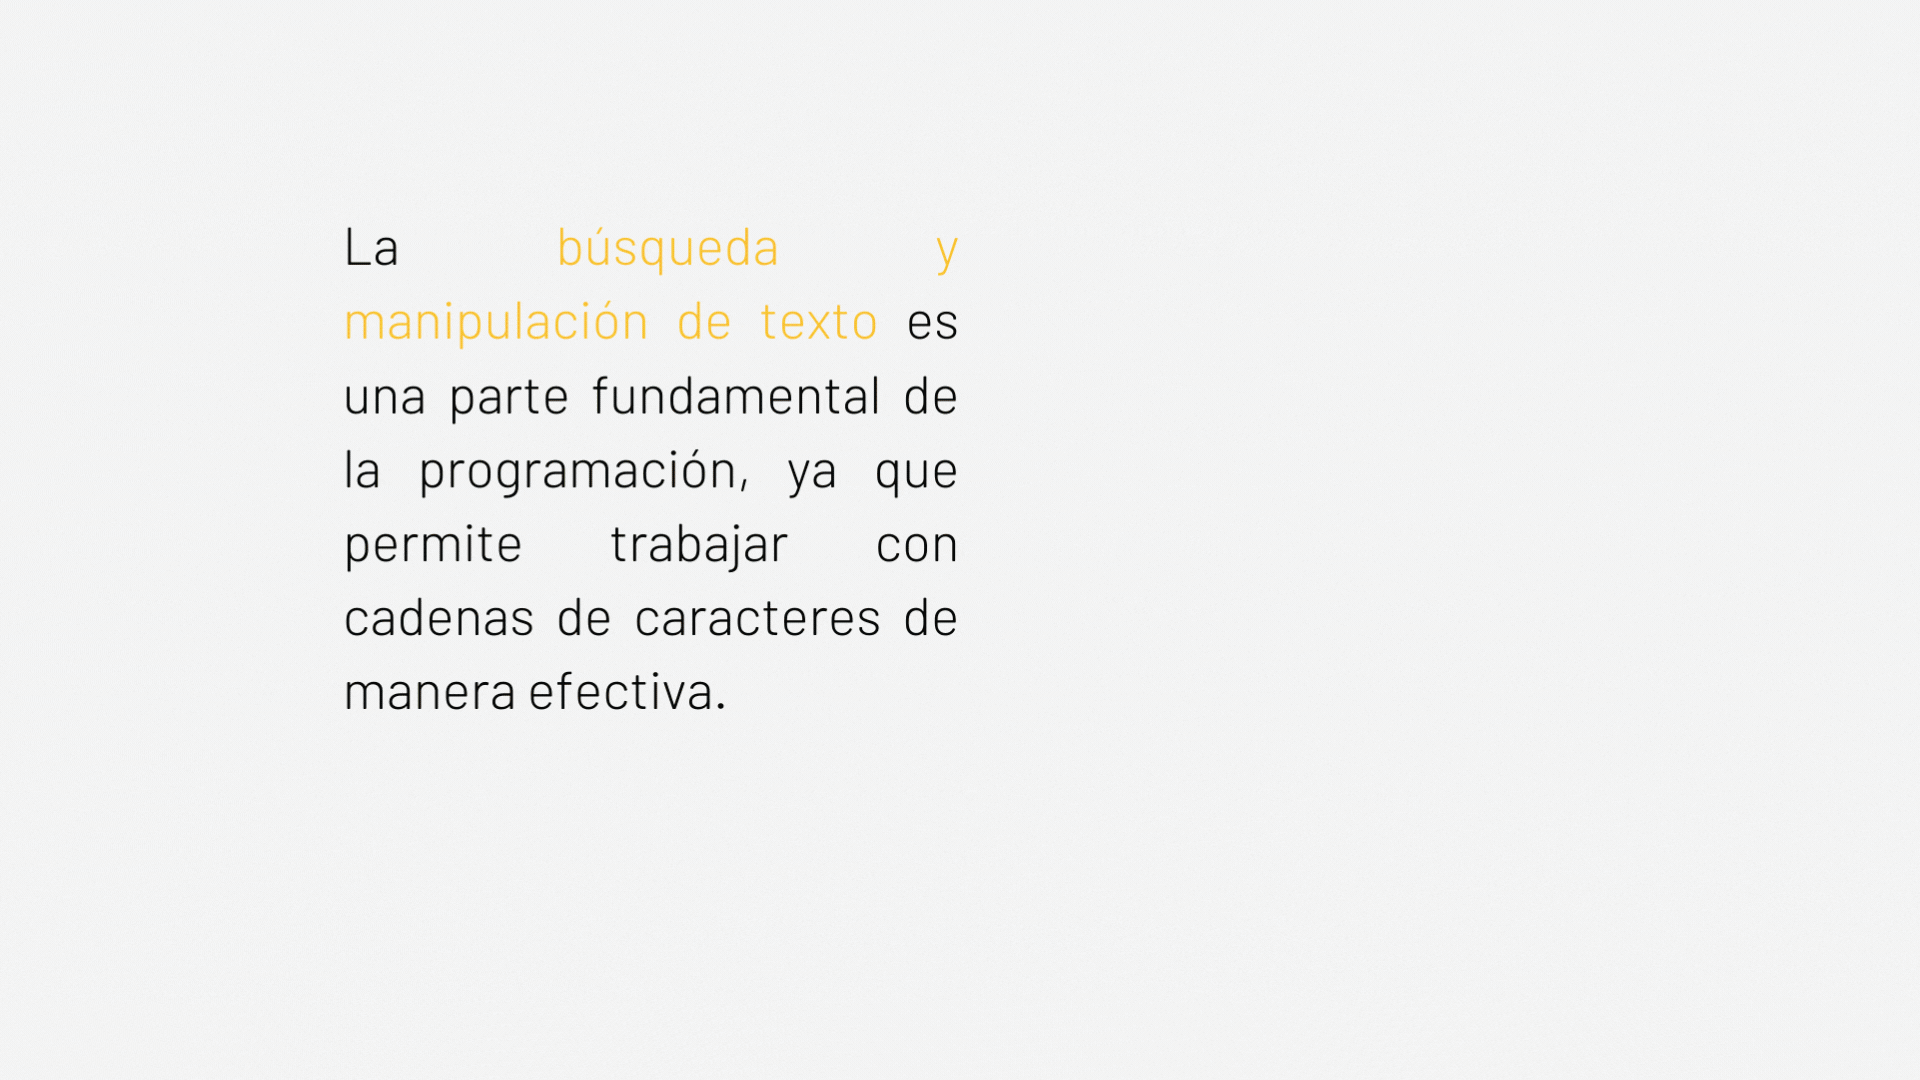 La búsqueda y
manipulación de texto es
una parte fundamental de
la programación, ya que
permite trabajar con
cadenas de caracteres de
manera efectiva.